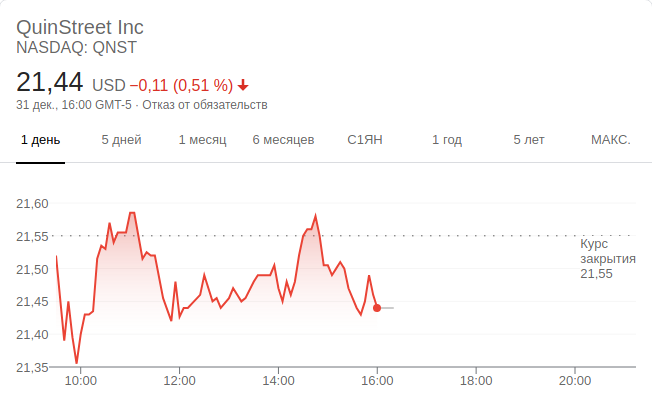 QuinStreet Inc
NASDAQ: QNST
21,44 USD −0,11 (0,51 %)
31 дек., 16:00 GMT-5 · Отказ от обязательств
1 день 5 дней 1 месяц 6 месяцев С1ЯН 1 год 5 лет МАКС.
21,60
21,55
21,50
21,45
21,40
21,35
Курс
закрытия
21,55
10:00 12:00 14:00 16:00 18:00 20:00